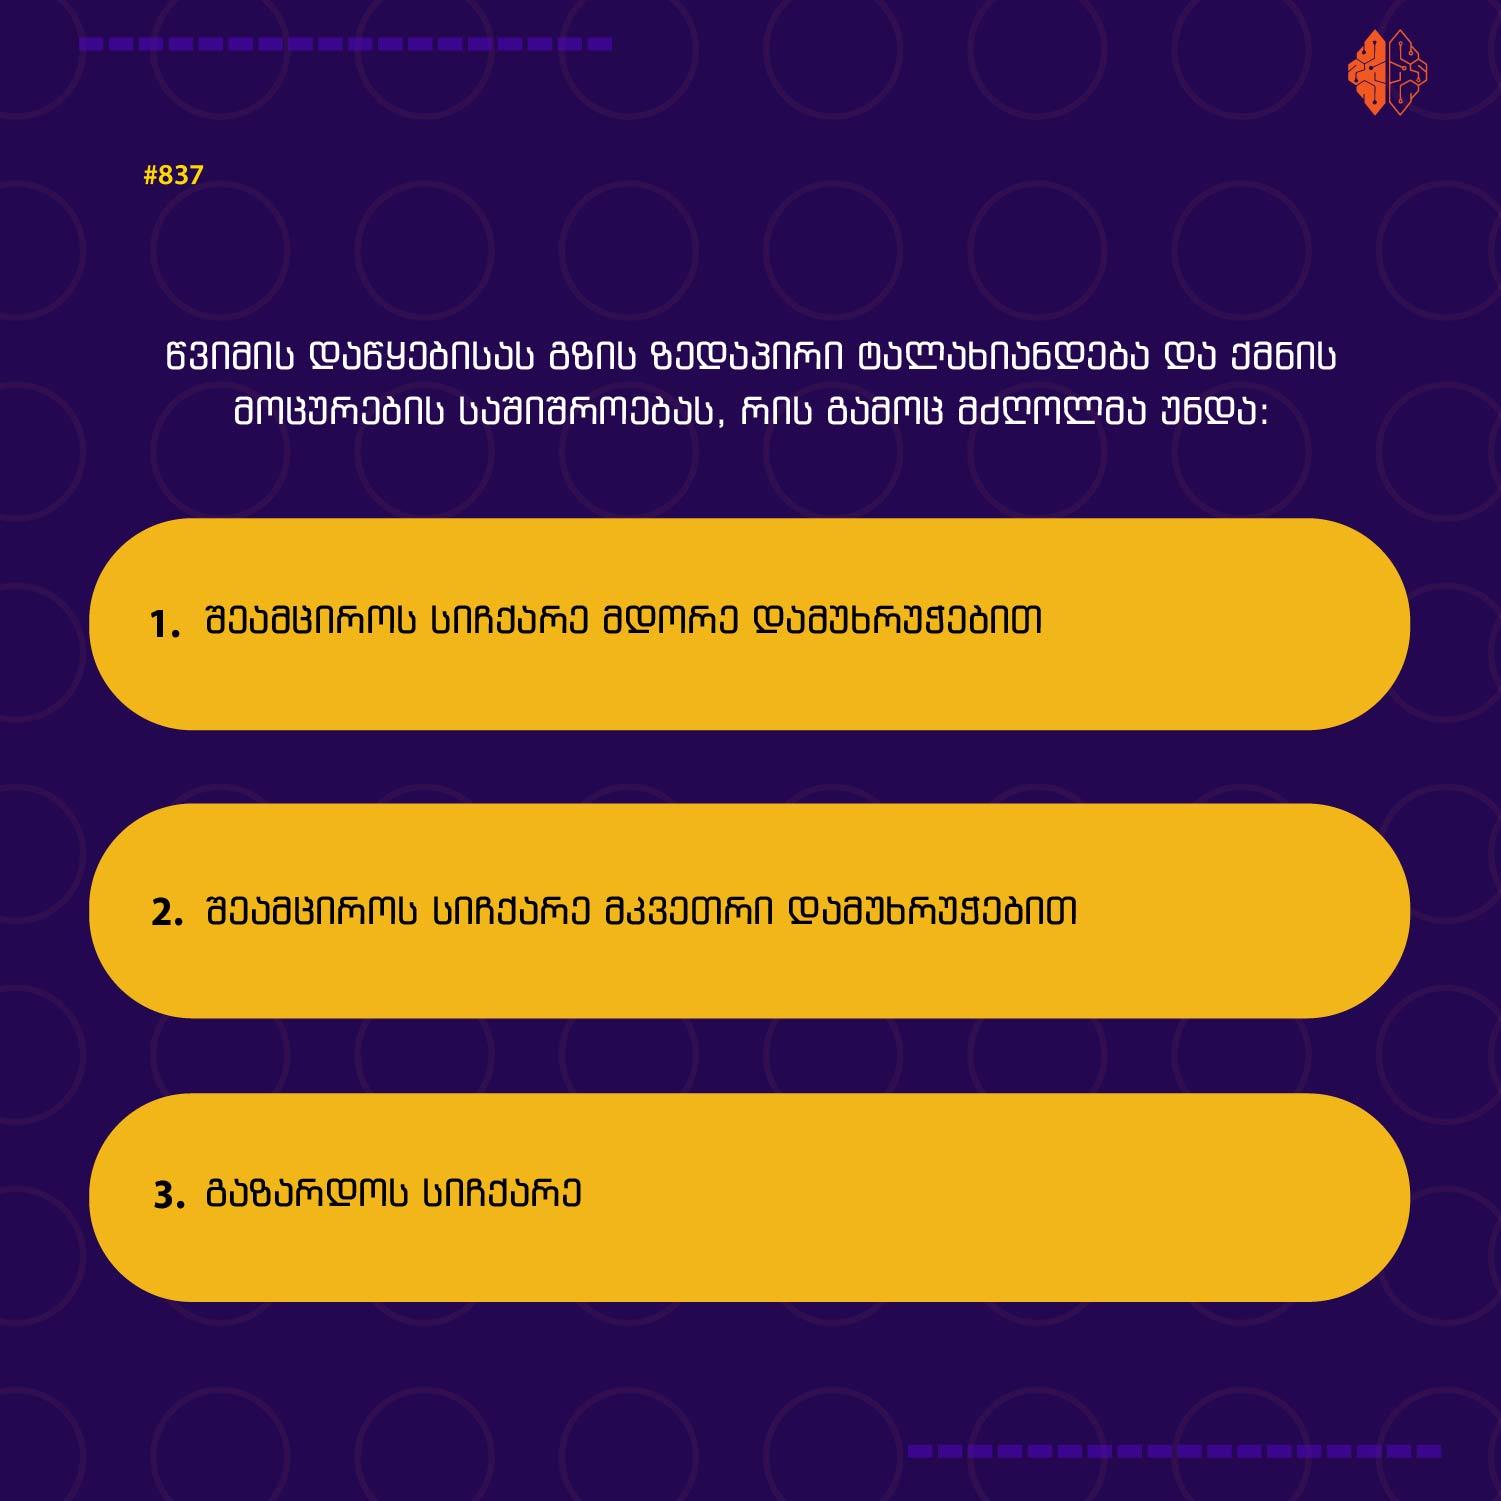 #837
წვიმის დაწყებისას გზის ზედაპირი ტალახიანდება და ქმნის
მოცურების საშიშროებას, რის გამოც მძღოლმა უნდა:
1. შეამციროს სიჩქარე მდორე დამუხრუჭებით
2. შეამციროს სიჩქარე მკვეთრი დამუხრუჭებით
3. გაზარდოს სიჩქარე